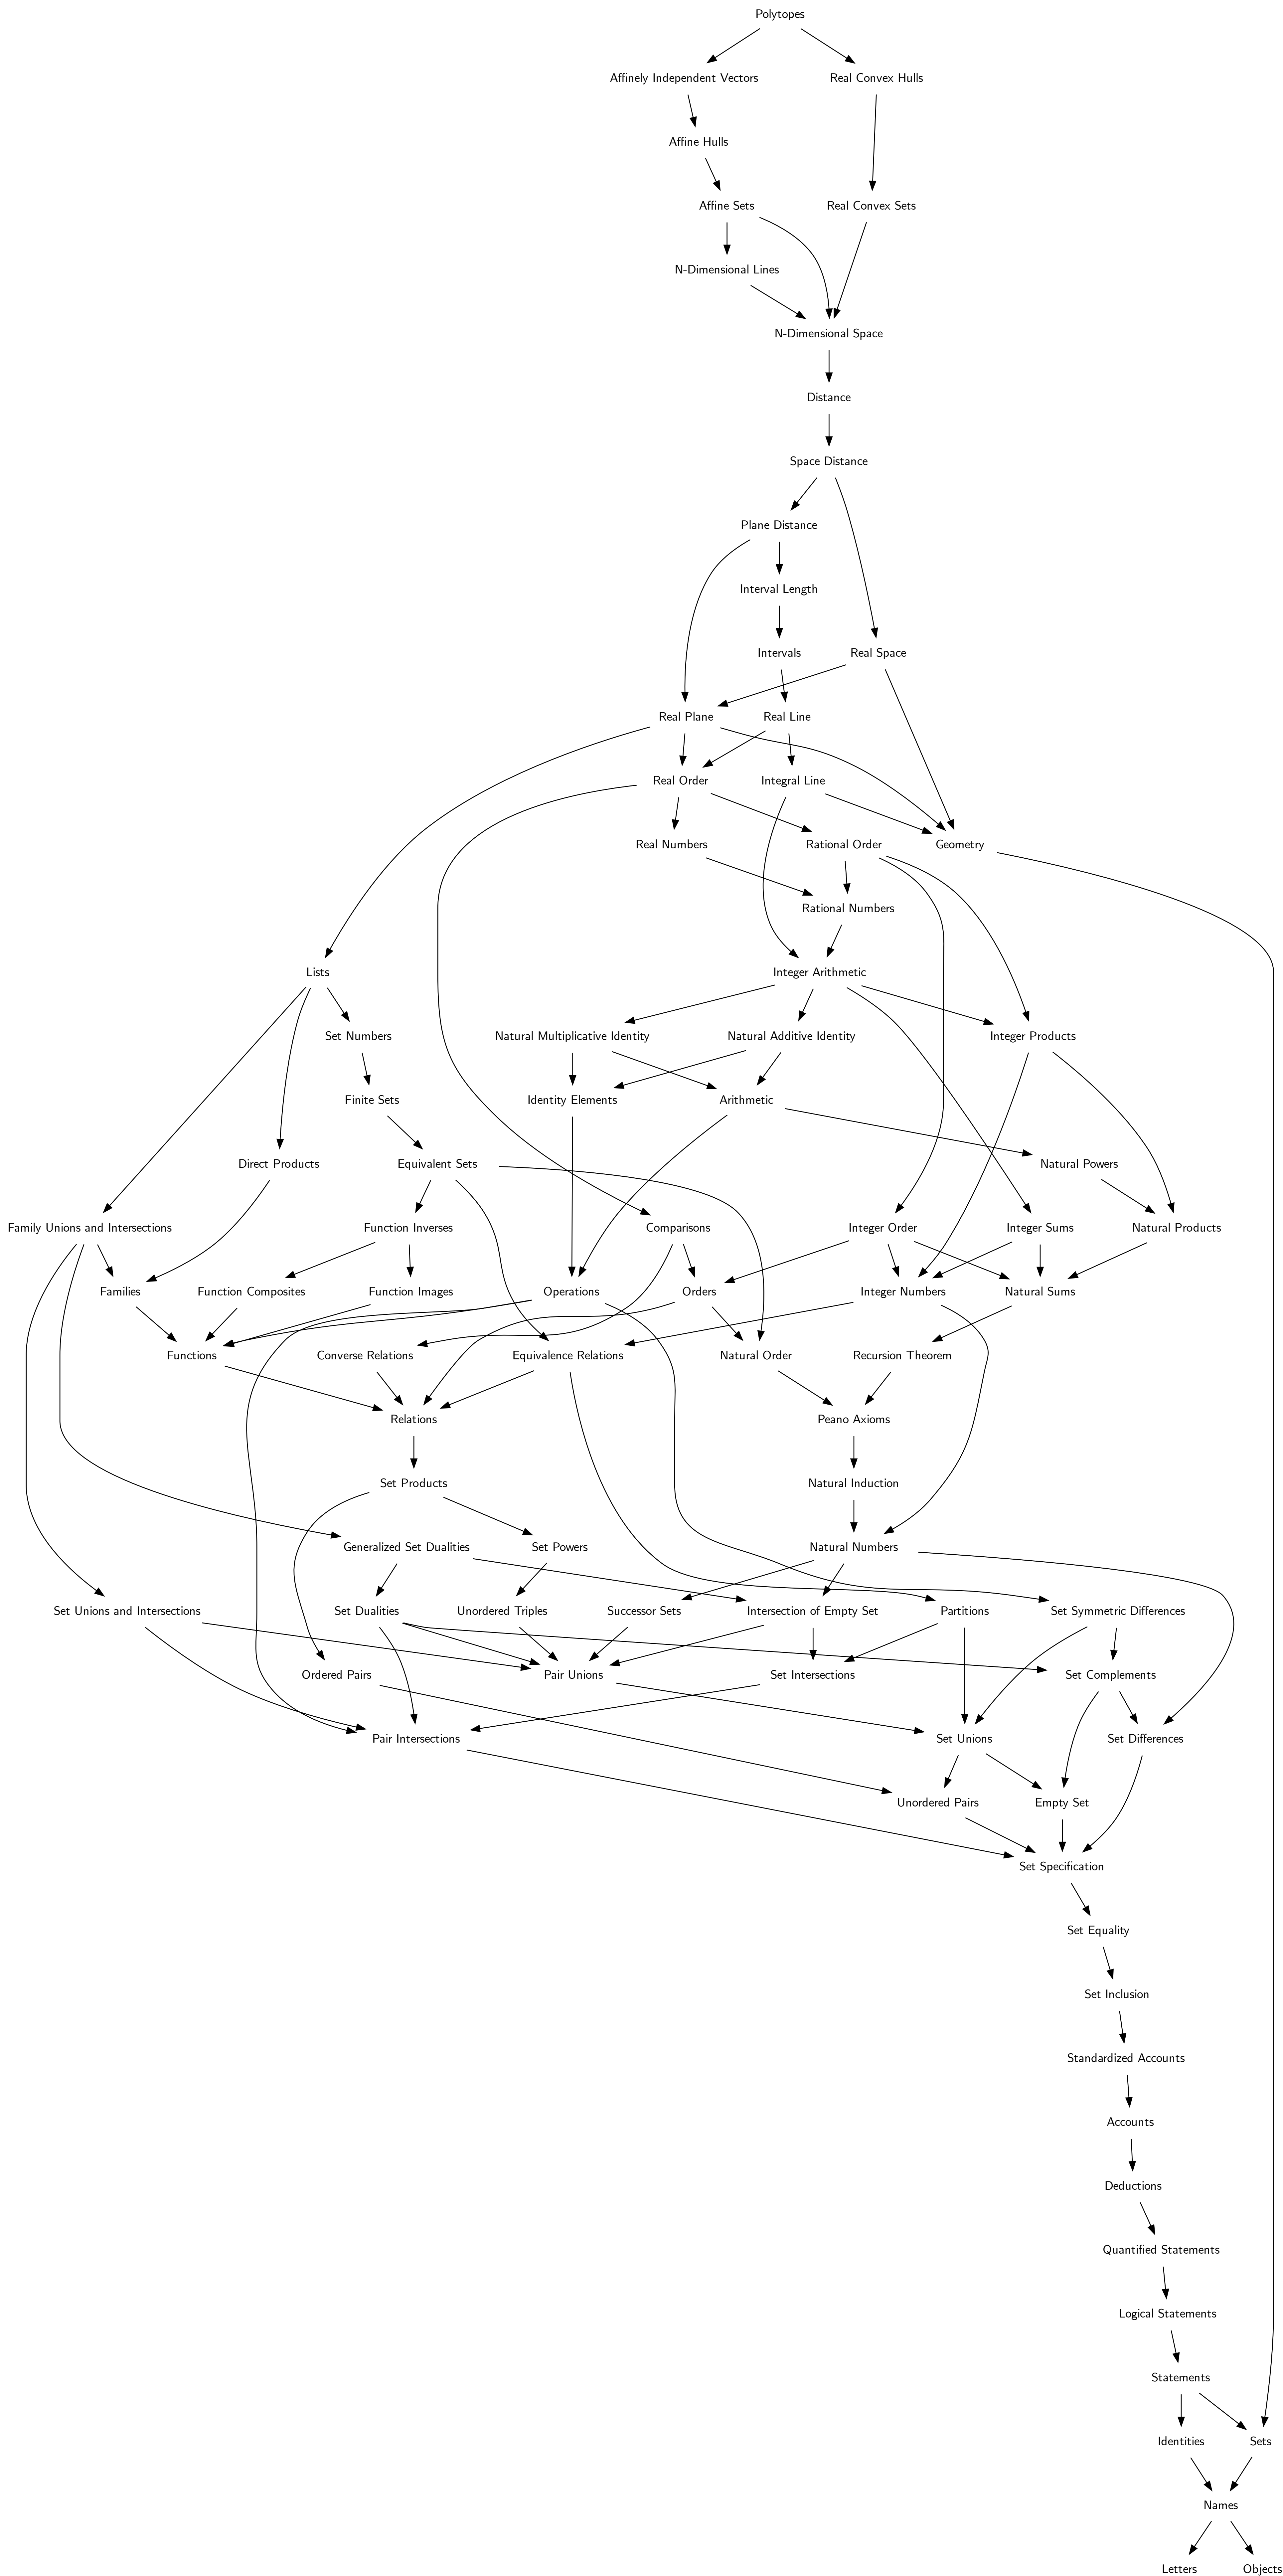 Polytopes
Affinely Independent Vectors
Real Convex Hulls
Affine Hulls
Affine Sets
Real Convex Sets
N-Dimensional Lines
N-Dimensional Space
Distance
Space Distance
Plane Distance
Interval Length
Intervals
Real Space
Real Plane
Real Line
Real Order
Integral Line
Real Numbers
Rational Order
Geometry
Rational Numbers
Lists
Integer Arithmetic
Set Numbers
Natural Multiplicative Identity
Natural Additive Identity
Integer Products
Finite Sets
Identity Elements
Arithmetic
Direct Products
Equivalent Sets
Natural Powers
Family Unions and Intersections
Function Inverses
Comparisons
Integer Order
Integer Sums
Natural Products
Families
Function Composites
Function Images
Operations
Orders
Integer Numbers
Natural Sums
Functions
Converse Relations
Equivalence Relations
Natural Order
Recursion Theorem
Relations
Peano Axioms
Set Products
Natural Induction
Generalized Set Dualities
Set Powers
Natural Numbers
Set Unions and Intersections
Set Dualities
Unordered Triples
Successor Sets
Intersection of Empty Set
Partitions
Set Symmetric Differences
Ordered Pairs
Pair Unions
Set Intersections
Set Complements
Pair Intersections
Set Unions
Set Differences
Unordered Pairs
Empty Set
Set Specification
Set Equality
Set Inclusion
Standardized Accounts
Accounts
Deductions
Quantified Statements
Logical Statements
Statements
Identities
Sets
Names
Letters
Objects